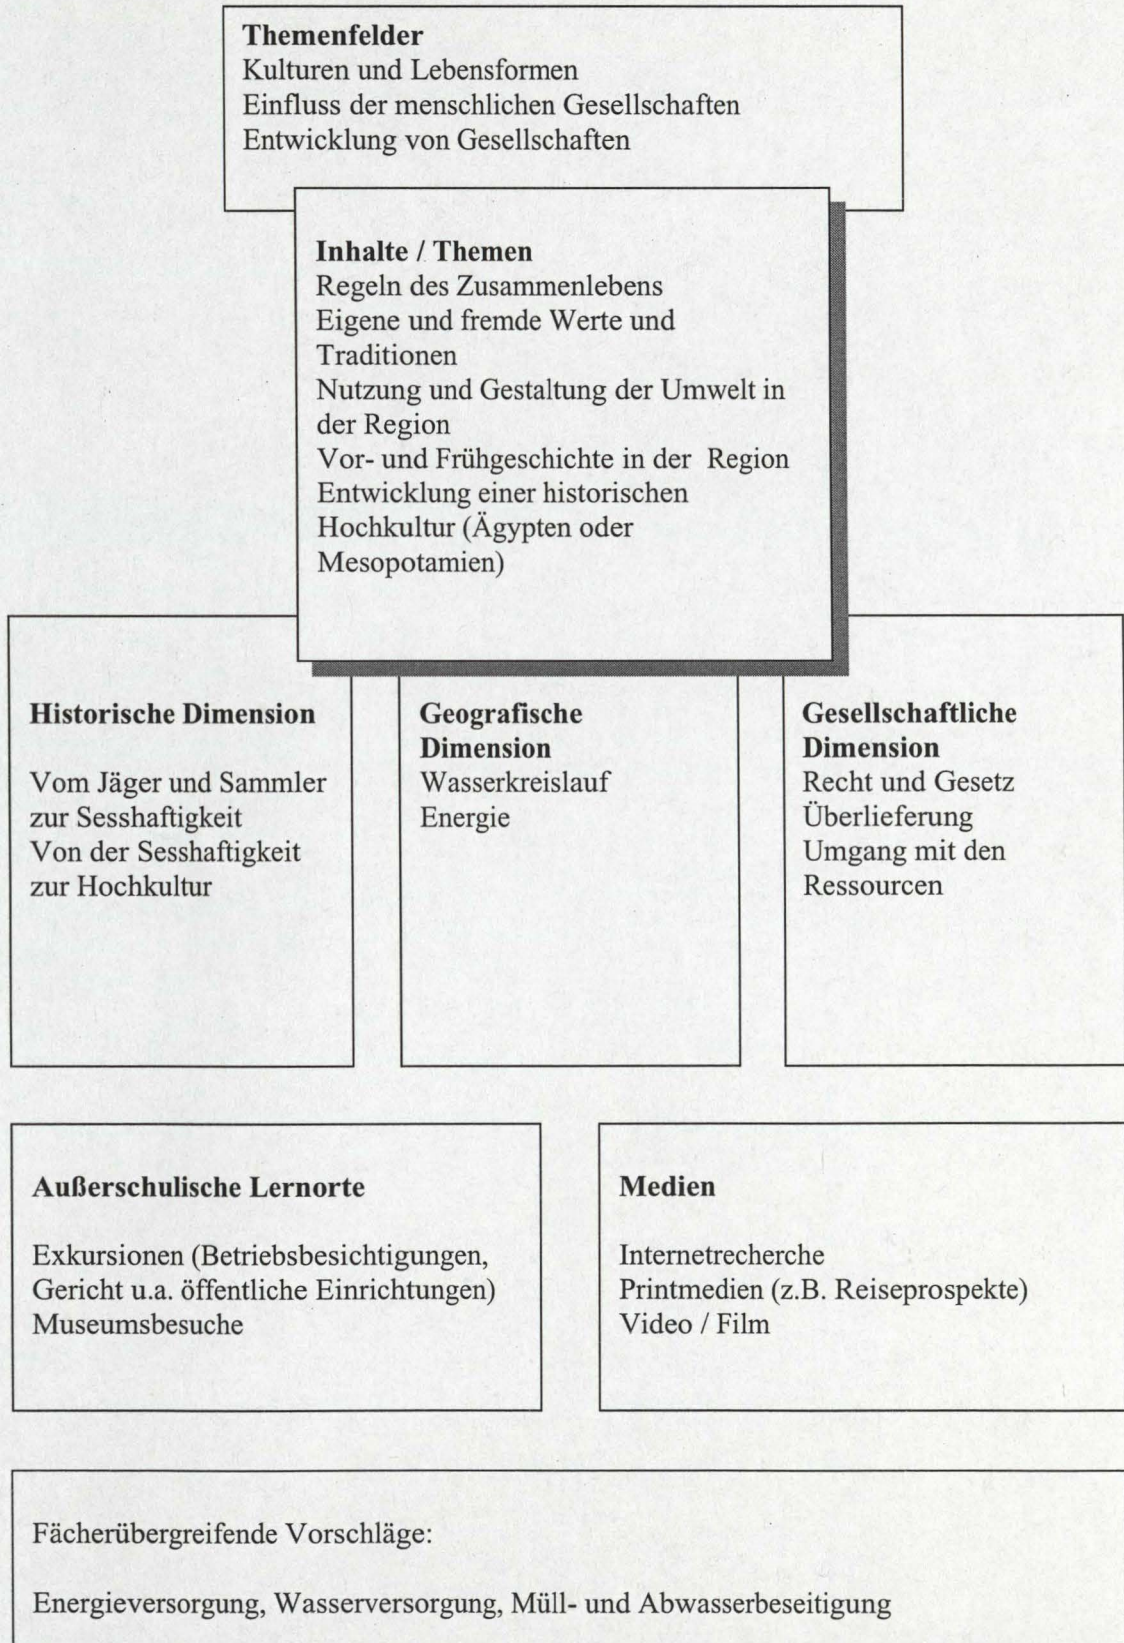 Themenfelder
Kulturen und Lebensformen
Einfluss der menschlichen Gesellschaften
Entwicklung von Gesellschaften
Inhalte / Themen
Regeln des Zusammenlebens
Eigene und fremde Werte und
Traditionen
Nutzung und Gestaltung der Umwelt in
der Region
Vor- und Frühgeschichte in der Region
Entwicklung einer historischen
Hochkultur (Ägypten oder
Mesopotamien)
Historische Dimension
Vom Jäger und Sammler
zur Sesshaftigkeit
Von der Sesshaftigkeit
zur Hochkultur
Geografische
Dimension
Wasserkreislauf
Energie
Gesellschaftliche
Dimension
Recht und Gesetz
Überlieferung
Umgang mit den
Ressourcen
Außerschulische Lernorte
Exkursionen (Betriebsbesichtigungen,
Gericht u.a. öffentliche Einrichtungen)
Museumsbesuche
Medien
Internetrecherche
Printmedien (z.B. Reiseprospekte)
Video / Film
Fächerübergreifende Vorschläge:
Energieversorgung, Wasserversorgung, Müll- und Abwasserbeseitigung